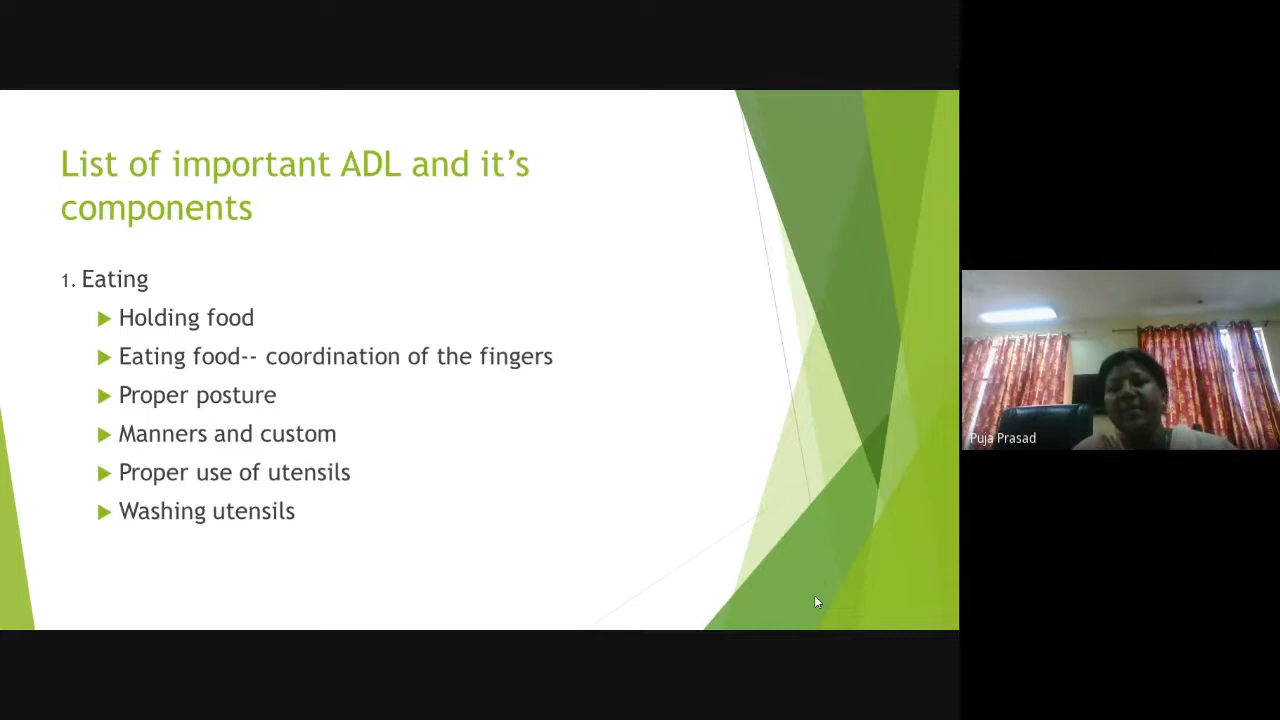 List of important ADL and it’s
components
1. Eating
Holding food
Eating food-- coordination of the fingers
Proper posture
Manners and custom
Proper use of utensils
Washing utensils
Puja Prasad